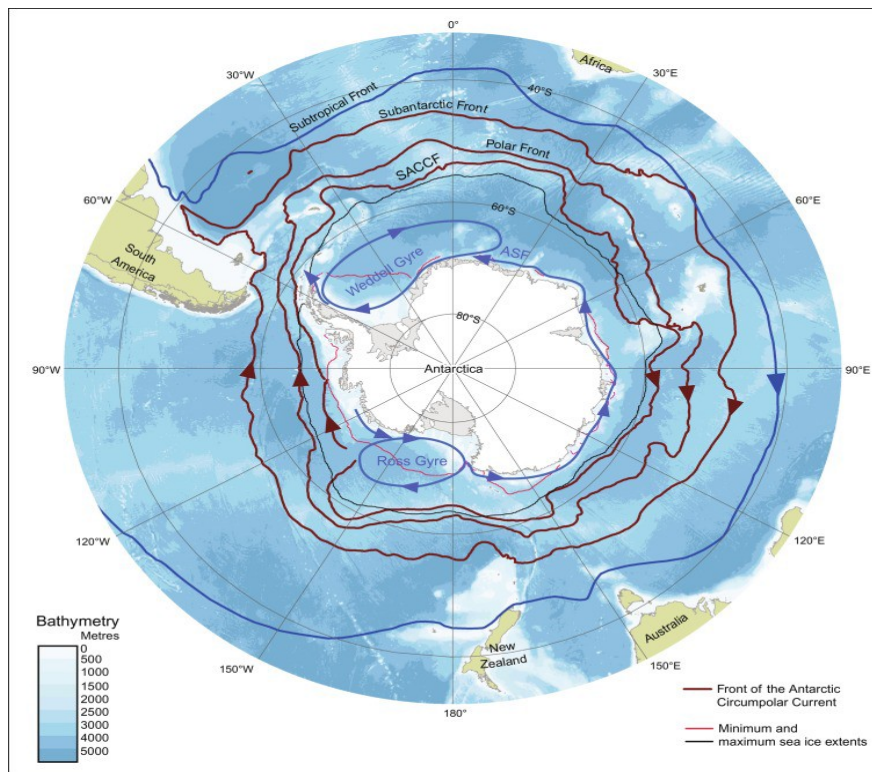 0°
30°W
Africa
30°E
40°S
Subtropical Front
Subantarctic Front
Polar Front
SACCF
60°W
60°S
60°E
South
America
Weddell Gyre
ASF
80°S
90°W
Antarctica
90°E
Ross Gyre
120°W
120°E
Bathymetry
Metres
0
500
1000
1500
2000
2500
3000
4000
5000
150°W
New
Zealand
Australia
150°E
180°
Front of the Antarctic
Circumpolar Current
Minimum and
maximum sea ice extents